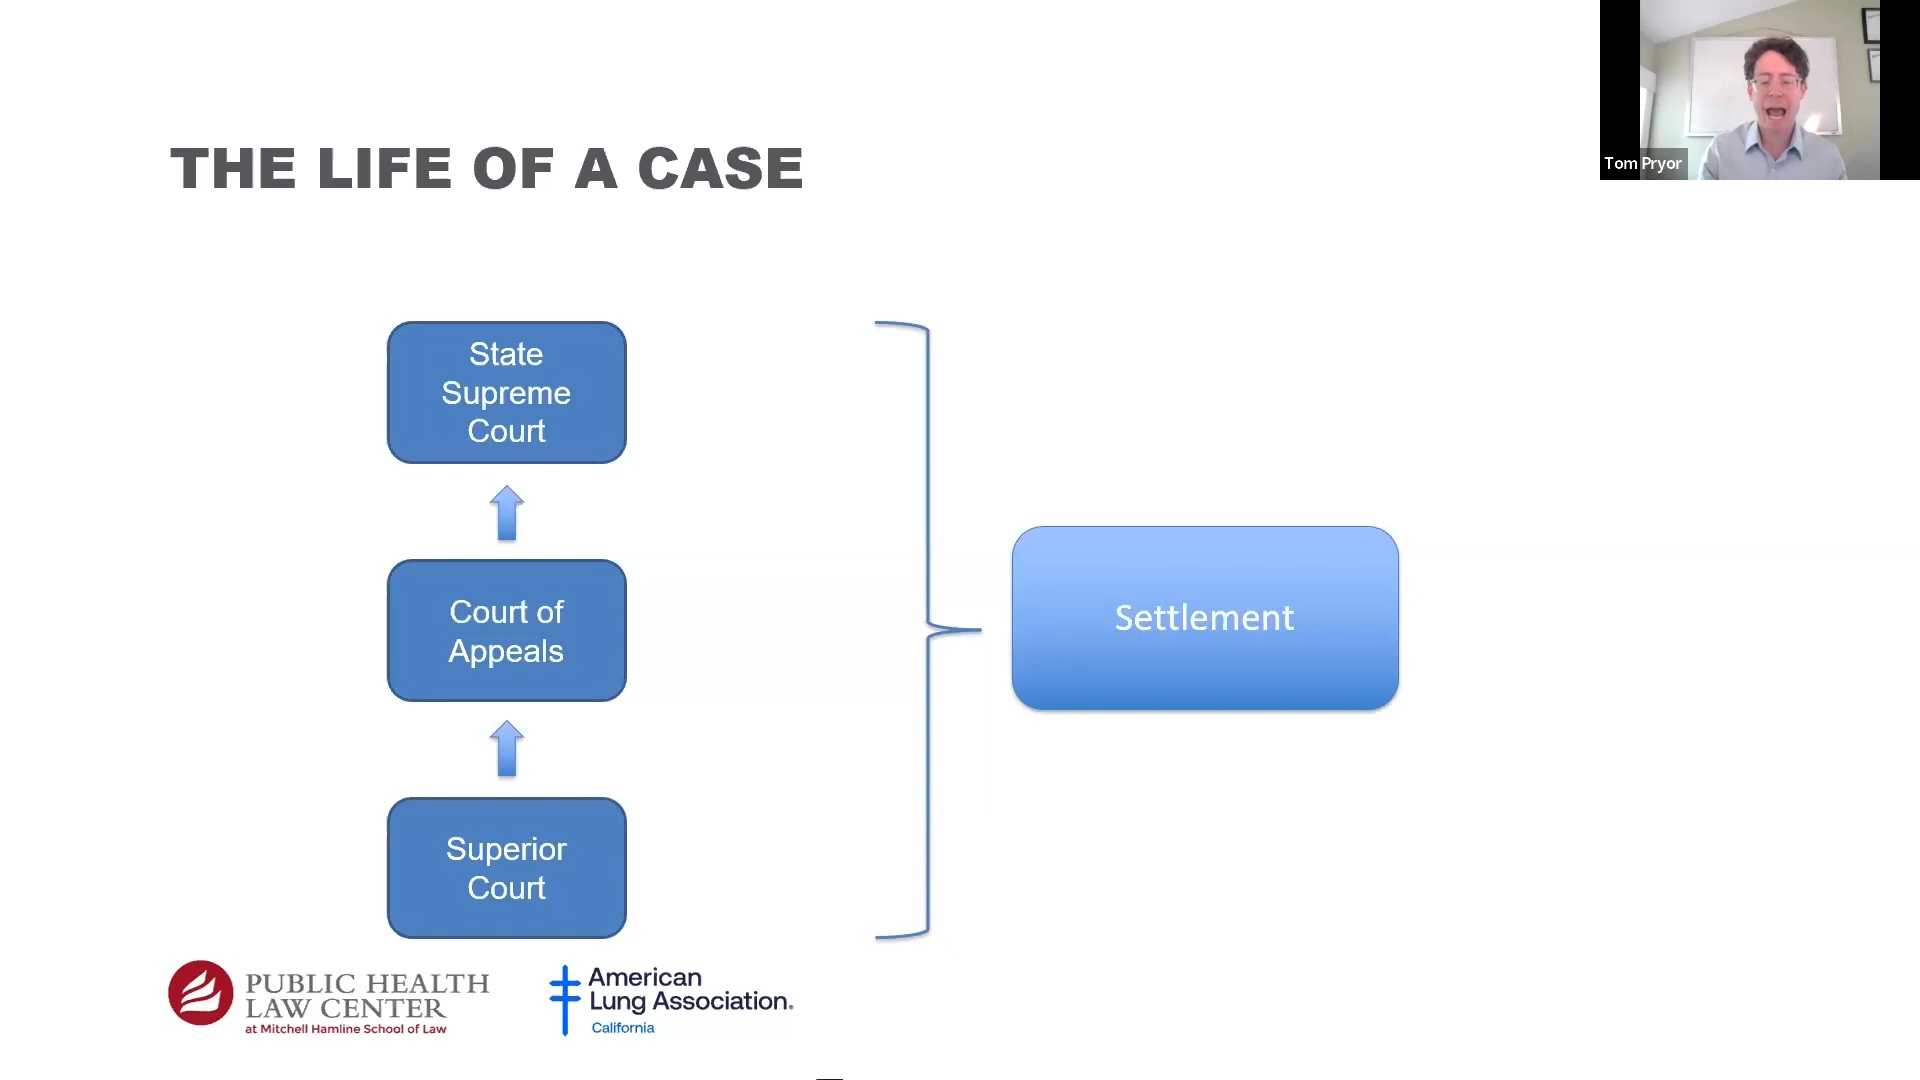 Tom Pryor
THE LIFE OF A CASE
State
Supreme
Court
Court of
Appeals
Superior
Court
Settlement
PUBLIC HEALTH
LAW CENTER
at Mitchell Hamline School of Law
American
Lung Association.
California